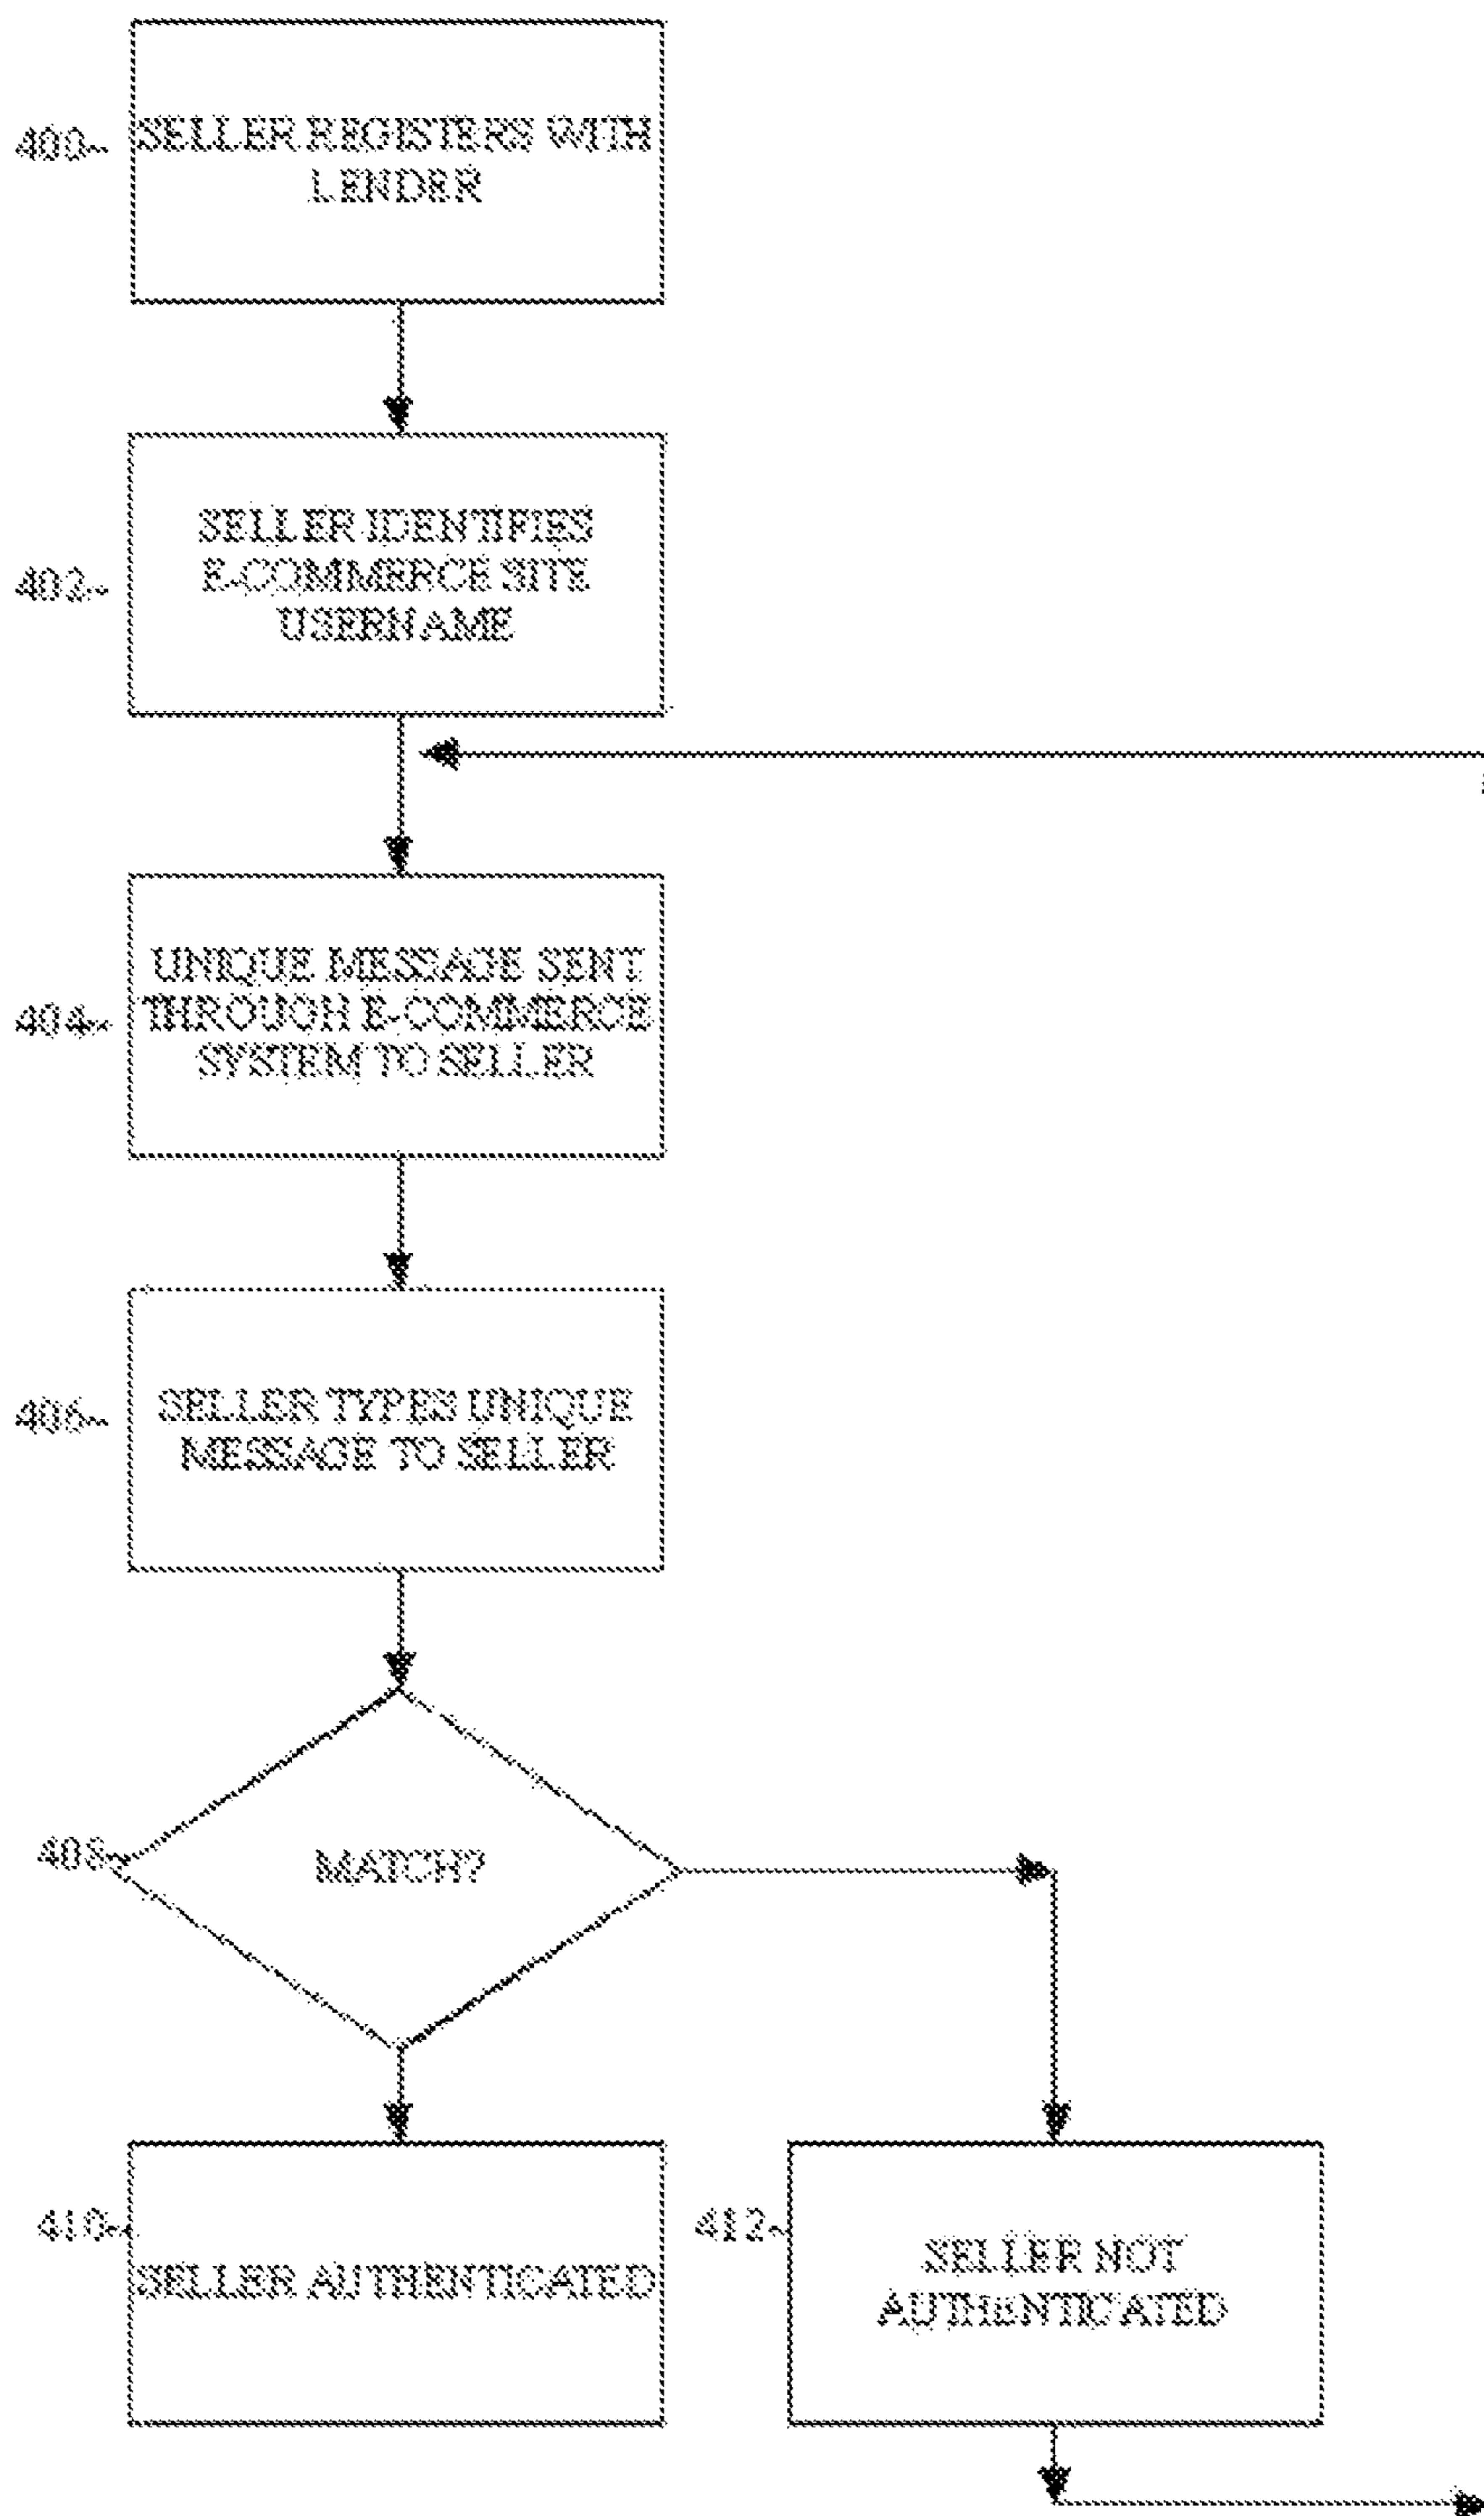 400~
SELLER REGISTERS WITH
LENDER
402~
SELLER IDENTIFIES
E-COMMERCE SITE
USERNAME
404~
UNIQUE MESSAGE SENT
THROUGH E-COMMERCE
SYSTEM TO SELLER
406~
SELLER TYPES UNIQUE
MESSAGE TO SELLER
408~
MATCH?
410~
SELLER AUTHENTICATED
412~
SELLER NOT
AUTHENTICATED